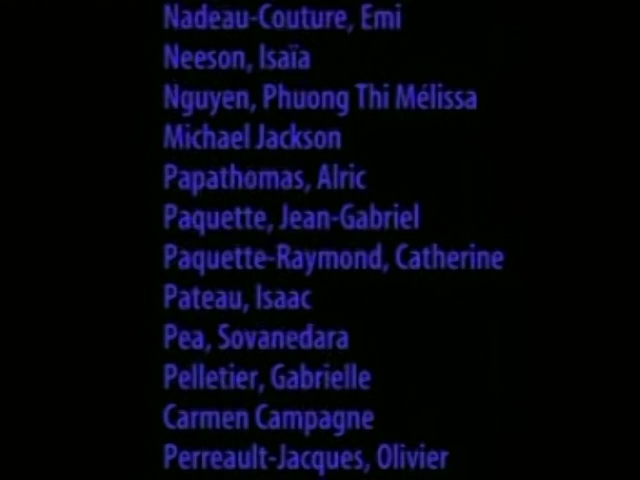 Nadeau-Couture, Emi
Neeson, Isaïa
Nguyen, Phuong Thi Mélissa
Michael Jackson
Papathomas, Alric
Paquette, Jean-Gabriel
Paquette-Raymond, Catherine
Pateau, Isaac
Pea, Sovanedara
Pelletier, Gabrielle
Carmen Campagne
Perreault-Jacques, Olivier